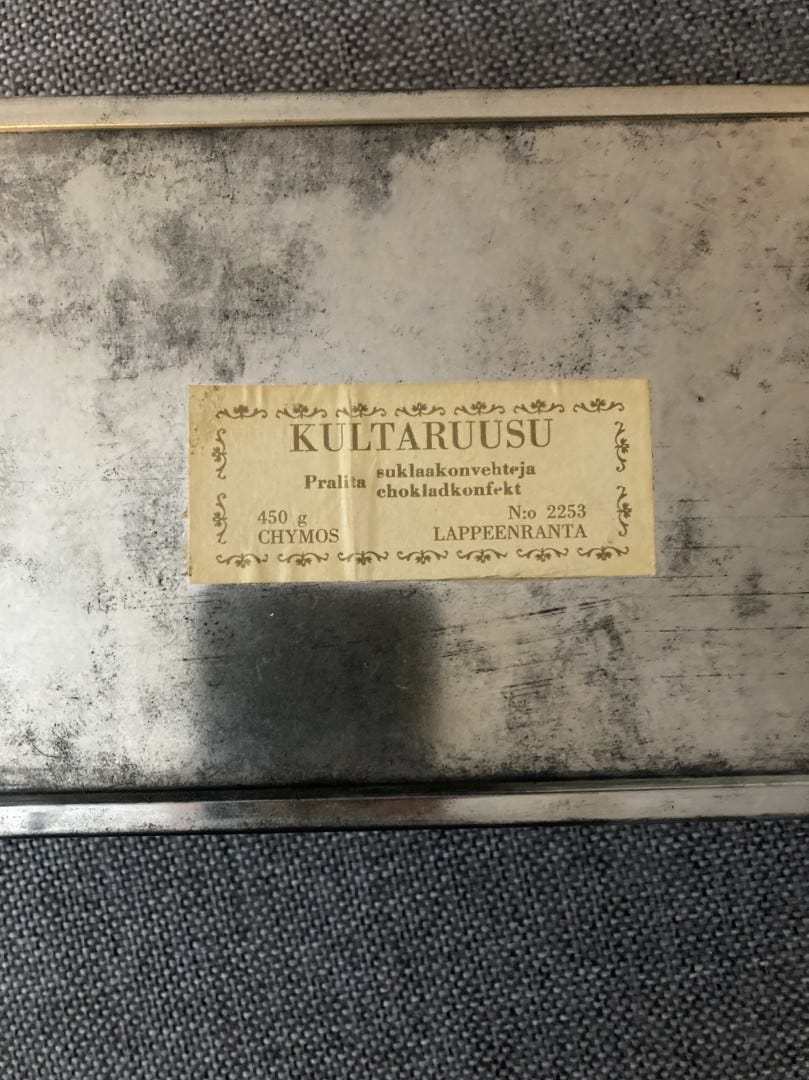 KULTARUUSU
Pralita suklaakonvehteja
chokladkonfekt
450 g N:o 2253
CHYMOS LAPPEENRANTA